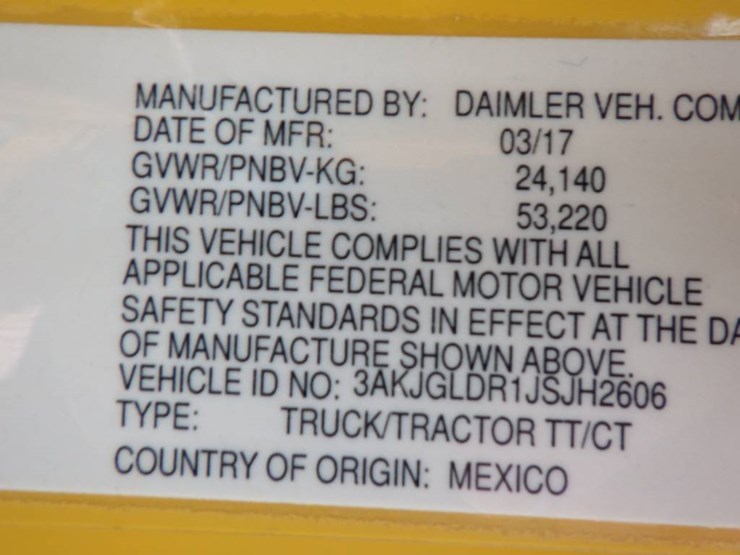 MANUFACTURED BY: DAIMLER VEH. COM
DATE OF MFR: 03/17
GVWR/PNBV-KG: 24,140
GVWR/PNBV-LBS: 53,220
THIS VEHICLE COMPLIES WITH ALL
APPLICABLE FEDERAL MOTOR VEHICLE
SAFETY STANDARDS IN EFFECT AT THE DA
OF MANUFACTURE SHOWN ABOVE.
VEHICLE ID NO: 3AKJGLDR1JSJH2606
TYPE: TRUCK/TRACTOR TT/CT
COUNTRY OF ORIGIN: MEXICO